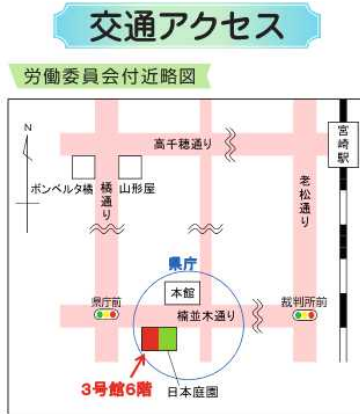 交通アクセス
労働委員会付近略図
N
高千穂通り
宮崎駅
ボンベルタ橘
山形屋
橘通り
老松通り
県庁
本館
県庁前
楠並木通り
裁判所前
3号館6階
日本庭園